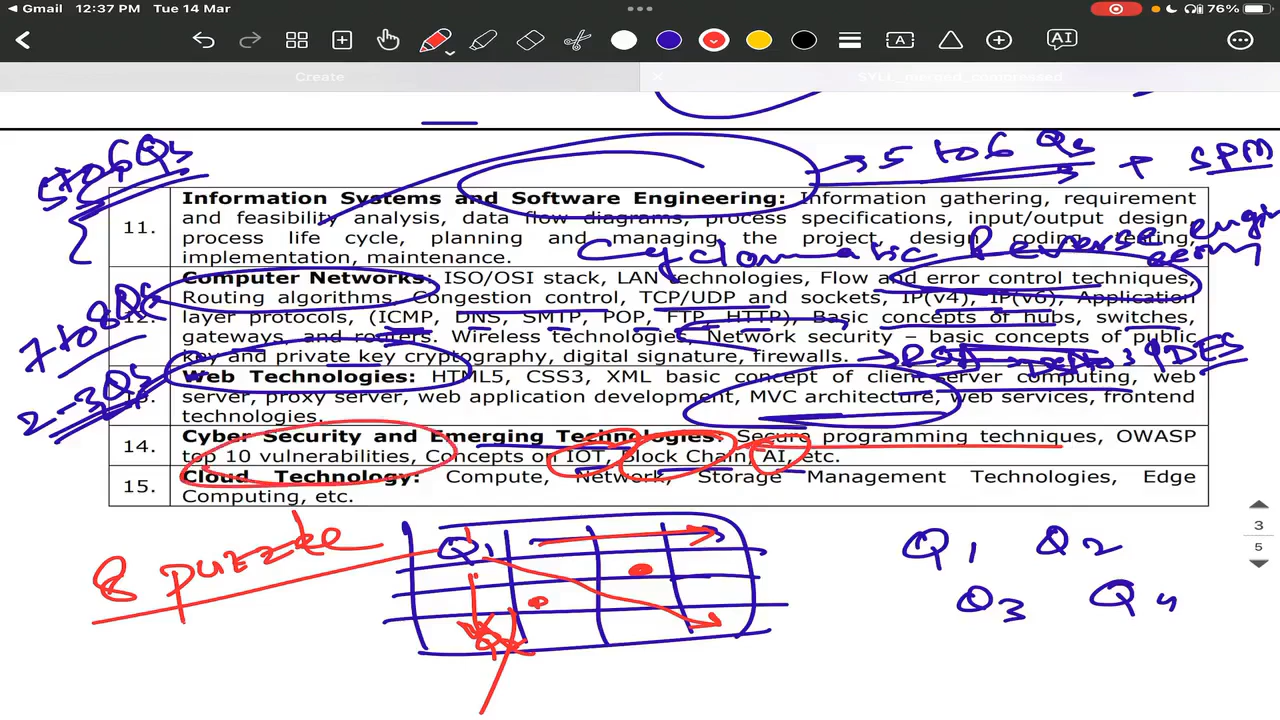 Gmail 12:37 PM Tue 14 Mar 76%
A AI
Create SYLL_merged_compressed
5 to 6 Qs 5 to 6 Qs + SPM
11. Information Systems and Software Engineering: Information gathering, requirement
and feasibility analysis, data flow diagrams, process specifications, input/output design,
process life cycle, planning and managing the project, design, coding, testing,
implementation, maintenance.
Cyclomatic Reverse engineering
12. Computer Networks: ISO/OSI stack, LAN technologies, Flow and error control techniques,
Routing algorithms, Congestion control, TCP/UDP and sockets, IP(v4), IP(v6), Application
layer protocols, (ICMP, DNS, SMTP, POP, FTP, HTTP), Basic concepts of hubs, switches,
gateways, and routers. Wireless technologies, Network security – basic concepts of public
key and private key cryptography, digital signature, firewalls.
7 to 8 Qs
RSA
13. Web Technologies: HTML5, CSS3, XML basic concept of client server computing, web
server, proxy server, web application development, MVC architecture, web services, frontend
technologies.
2-3Qs
14. Cyber Security and Emerging Technologies: Secure programming techniques, OWASP
top 10 vulnerabilities, Concepts on IOT, Block Chain, AI, etc.
15. Cloud Technology: Compute, Network, Storage Management Technologies, Edge
Computing, etc.
3
5
8 puzzle Q1 Q1 Q2
Q3 Q4